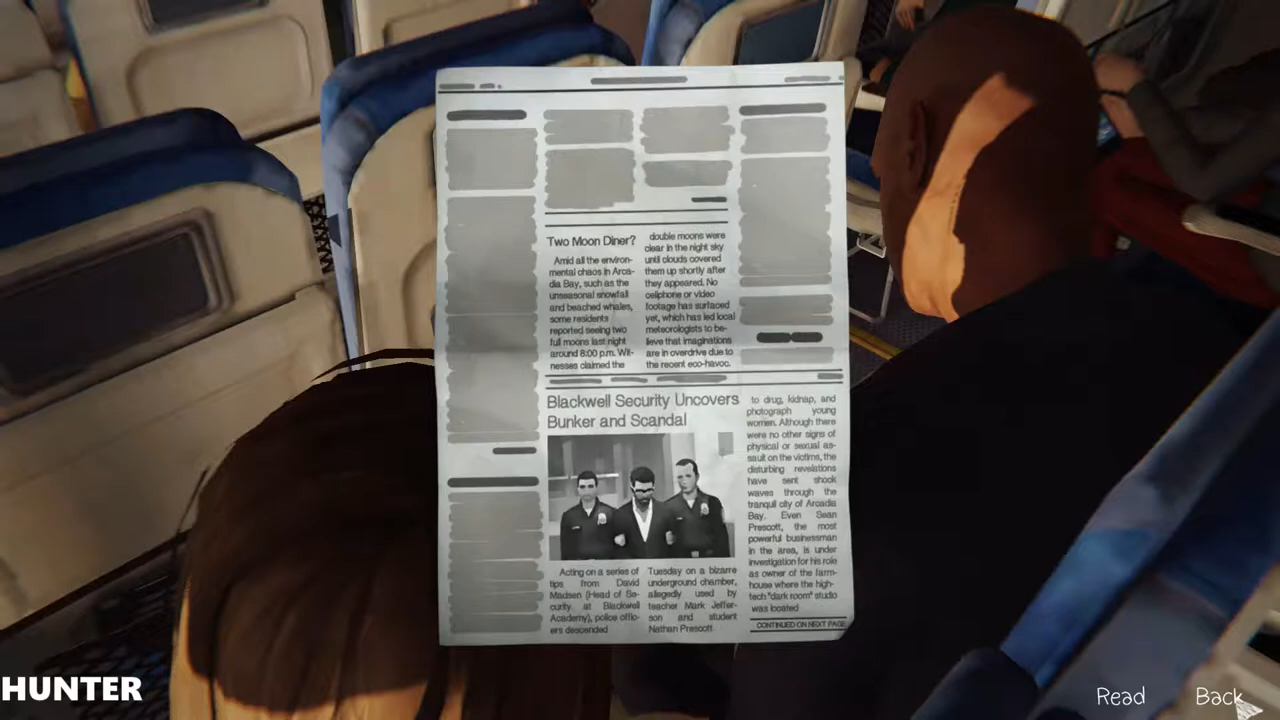 Two Moon Diner?
Amid all the environ-
mental chaos in Arca-
dia Bay, such as the
unseasonal snowfall
and beached whales,
some residents
reported seeing two
full moons last night
around 8:00 p.m. Wit-
nesses claimed the
double moons were
clear in the night sky
until clouds covered
them up shortly after
they appeared. No
cellphone or video
footage has surfaced
yet, which has led local
meteorologists to be-
lieve that imaginations
are in overdrive due to
the recent eco-havoc.
Blackwell Security Uncovers
Bunker and Scandal
Acting on a series of
tips from David
Madsen (Head of Se-
curity at Blackwell
Academy), police offic-
ers descended
Tuesday on a bizarre
underground chamber,
allegedly used by
teacher Mark Jeffer-
son and student
Nathan Prescott
to drug, kidnap, and
photograph young
women. Although there
were no other signs of
physical or sexual as-
sault on the victims, the
disturbing revelations
have sent shock
waves through the
tranquil city of Arcadia
Bay. Even Sean
Prescott, the most
powerful businessman
in the area, is under
investigation for his role
as owner of the farm-
house where the high-
tech "dark room" studio
was located
CONTINUED ON NEXT PAGE
HUNTER
Read
Back